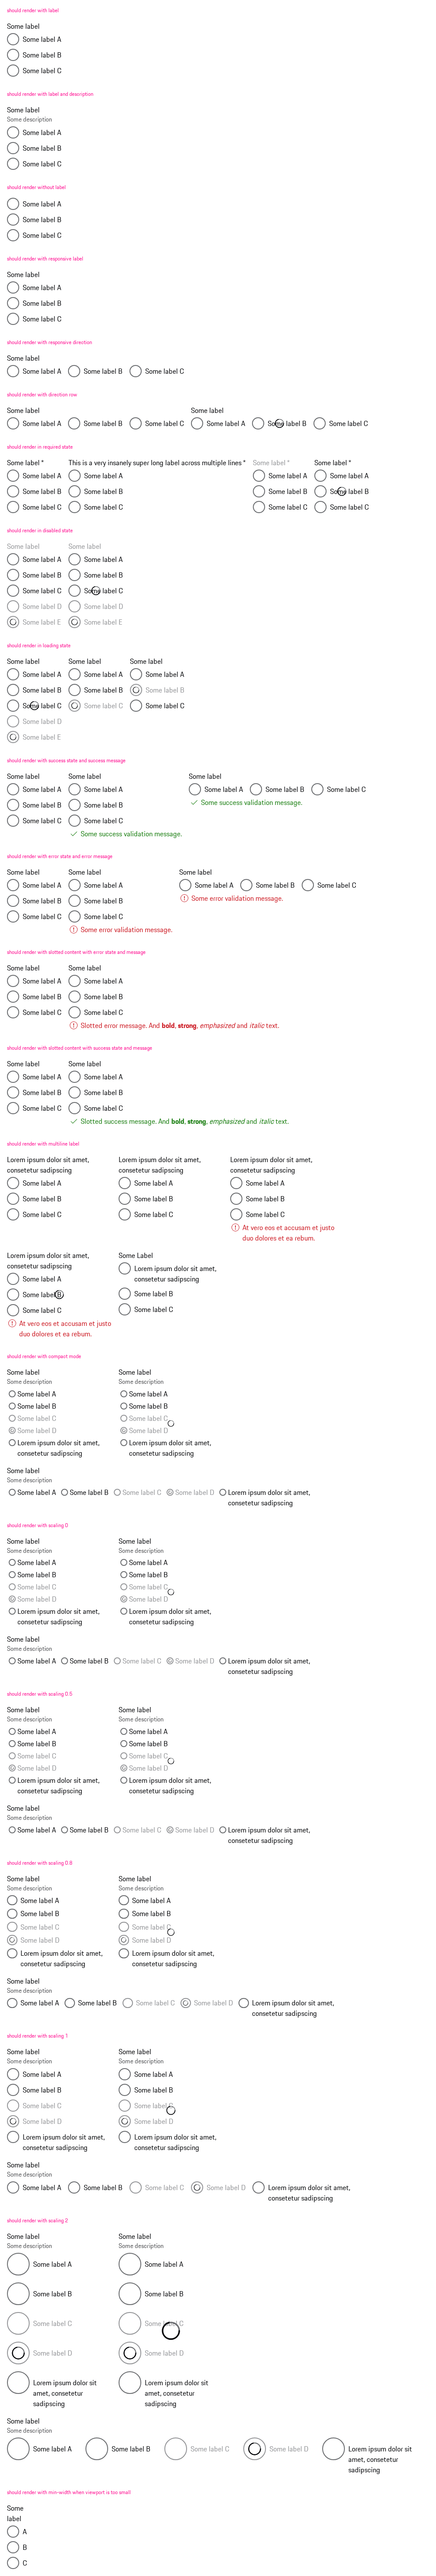 should render with label
Some label
Some label A
Some label B
Some label C
should render with label and description
Some label
Some description
Some label A
Some label B
Some label C
should render without label
Some label A
Some label B
Some label C
should render with responsive label
Some label
Some label A
Some label B
Some label C
should render with responsive direction
Some label
Some label A Some label B Some label C
should render with direction row
Some label Some label
Some label A Some label B Some label C Some label A Some label B Some label C
should render in required state
Some label * This is a very insanely super long label across multiple lines * Some label * Some label *
Some label A Some label A Some label A Some label A
Some label B Some label B Some label B Some label B
Some label C Some label C Some label C Some label C
should render in disabled state
Some label Some label
Some label A Some label A
Some label B Some label B
Some label C Some label C
Some label D Some label D
Some label E Some label E
should render in loading state
Some label Some label Some label
Some label A Some label A Some label A
Some label B Some label B Some label B
Some label C Some label C Some label C
Some label D
Some label E
should render with success state and success message
Some label Some label Some label
Some label A Some label A Some label A Some label B Some label C
Some label B Some label B Some success validation message.
Some label C Some label C
Some success validation message.
should render with error state and error message
Some label Some label Some label
Some label A Some label A Some label A Some label B Some label C
Some label B Some label B Some error validation message.
Some label C Some label C
Some error validation message.
should render with slotted content with error state and message
Some label Some label
Some label A Some label A
Some label B Some label B
Some label C Some label C
Slotted error message. And bold, strong, emphasized and italic text.
should render with slotted content with success state and message
Some label Some label
Some label A Some label A
Some label B Some label B
Some label C Some label C
Slotted success message. And bold, strong, emphasized and italic text.
should render with multiline label
Lorem ipsum dolor sit amet, Lorem ipsum dolor sit amet, Lorem ipsum dolor sit amet,
consetetur sadipscing consetetur sadipscing consetetur sadipscing
Some label A Some label A Some label A
Some label B Some label B Some label B
Some label C Some label C Some label C
At vero eos et accusam et justo
duo dolores et ea rebum.
Lorem ipsum dolor sit amet, Some Label
consetetur sadipscing Lorem ipsum dolor sit amet,
Some label A consetetur sadipscing
Some label B Some label B
Some label C Some label C
At vero eos et accusam et justo
duo dolores et ea rebum.
should render with compact mode
Some label Some label
Some description Some description
Some label A Some label A
Some label B Some label B
Some label C Some label C
Some label D Some label D
Lorem ipsum dolor sit amet, Lorem ipsum dolor sit amet,
consetetur sadipscing consetetur sadipscing
Some label
Some description
Some label A Some label B Some label C Some label D Lorem ipsum dolor sit amet,
consetetur sadipscing
should render with scaling 0
Some label Some label
Some description Some description
Some label A Some label A
Some label B Some label B
Some label C Some label C
Some label D Some label D
Lorem ipsum dolor sit amet, Lorem ipsum dolor sit amet,
consetetur sadipscing consetetur sadipscing
Some label
Some description
Some label A Some label B Some label C Some label D Lorem ipsum dolor sit amet,
consetetur sadipscing
should render with scaling 0.5
Some label Some label
Some description Some description
Some label A Some label A
Some label B Some label B
Some label C Some label C
Some label D Some label D
Lorem ipsum dolor sit amet, Lorem ipsum dolor sit amet,
consetetur sadipscing consetetur sadipscing
Some label
Some description
Some label A Some label B Some label C Some label D Lorem ipsum dolor sit amet,
consetetur sadipscing
should render with scaling 0.8
Some label Some label
Some description Some description
Some label A Some label A
Some label B Some label B
Some label C Some label C
Some label D Some label D
Lorem ipsum dolor sit amet, Lorem ipsum dolor sit amet,
consetetur sadipscing consetetur sadipscing
Some label
Some description
Some label A Some label B Some label C Some label D Lorem ipsum dolor sit amet,
consetetur sadipscing
should render with scaling 1
Some label Some label
Some description Some description
Some label A Some label A
Some label B Some label B
Some label C Some label C
Some label D Some label D
Lorem ipsum dolor sit amet, Lorem ipsum dolor sit amet,
consetetur sadipscing consetetur sadipscing
Some label
Some description
Some label A Some label B Some label C Some label D Lorem ipsum dolor sit amet,
consetetur sadipscing
should render with scaling 2
Some label Some label
Some description Some description
Some label A Some label A
Some label B Some label B
Some label C Some label C
Some label D Some label D
Lorem ipsum dolor sit Lorem ipsum dolor sit
amet, consetetur amet, consetetur
sadipscing sadipscing
Some label
Some description
Some label A Some label B Some label C Some label D Lorem ipsum dolor sit
amet, consetetur
sadipscing
should render with min-width when viewport is too small
Some
label
A
B
C